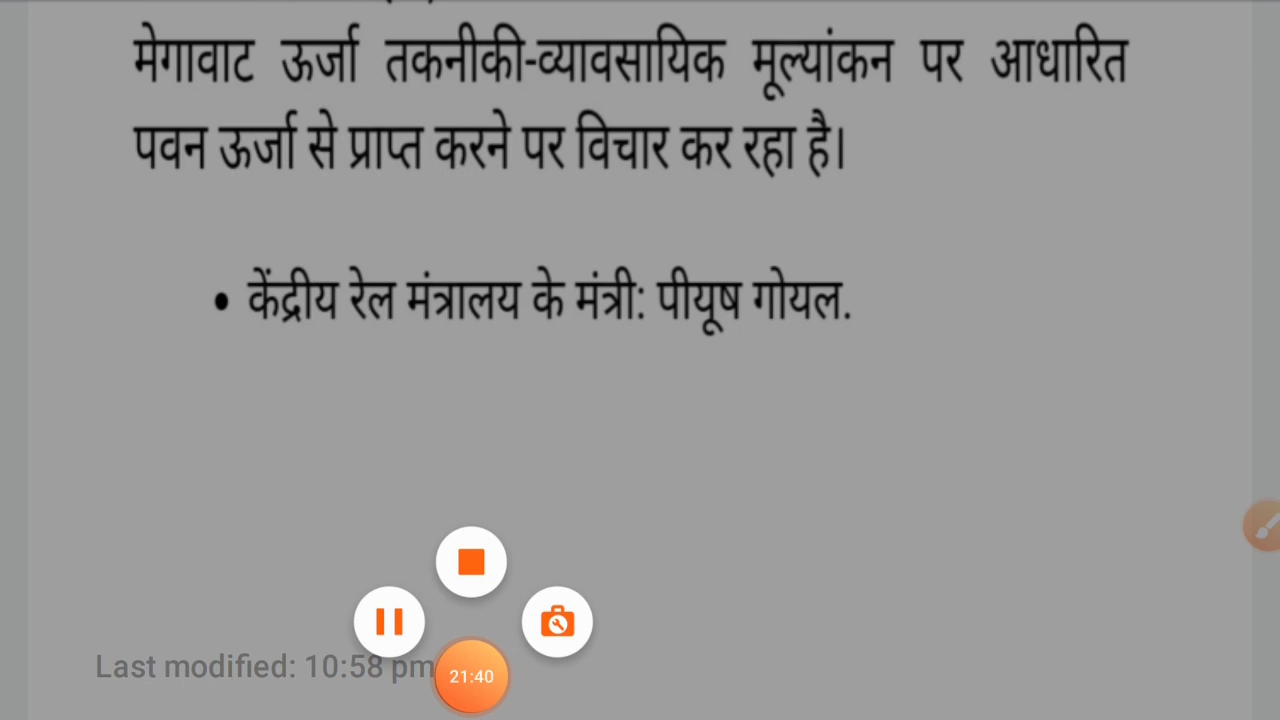 मेगावाट ऊर्जा तकनीकी-व्यावसायिक मूल्यांकन पर आधारित
पवन ऊर्जा से प्राप्त करने पर विचार कर रहा है।
• केंद्रीय रेल मंत्रालय के मंत्री: पीयूष गोयल.
Last modified: 10:58 pm
21:40